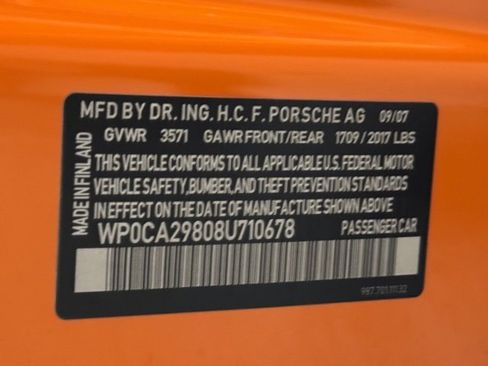 MFD BY DR. ING. H.C. F. PORSCHE AG 09/07
GVWR 3571 GAWR FRONT/REAR 1709/2017 LBS
THIS VEHICLE CONFORMS TO ALL APPLICABLE U.S. FEDERAL MOTOR
VEHICLE SAFETY, BUMPER, AND THEFT PREVENTION STANDARDS
IN EFFECT ON THE DATE OF MANUFACTURE SHOWN ABOVE
WP0CA29808U710678 PASSENGER CAR
MADE IN FINLAND